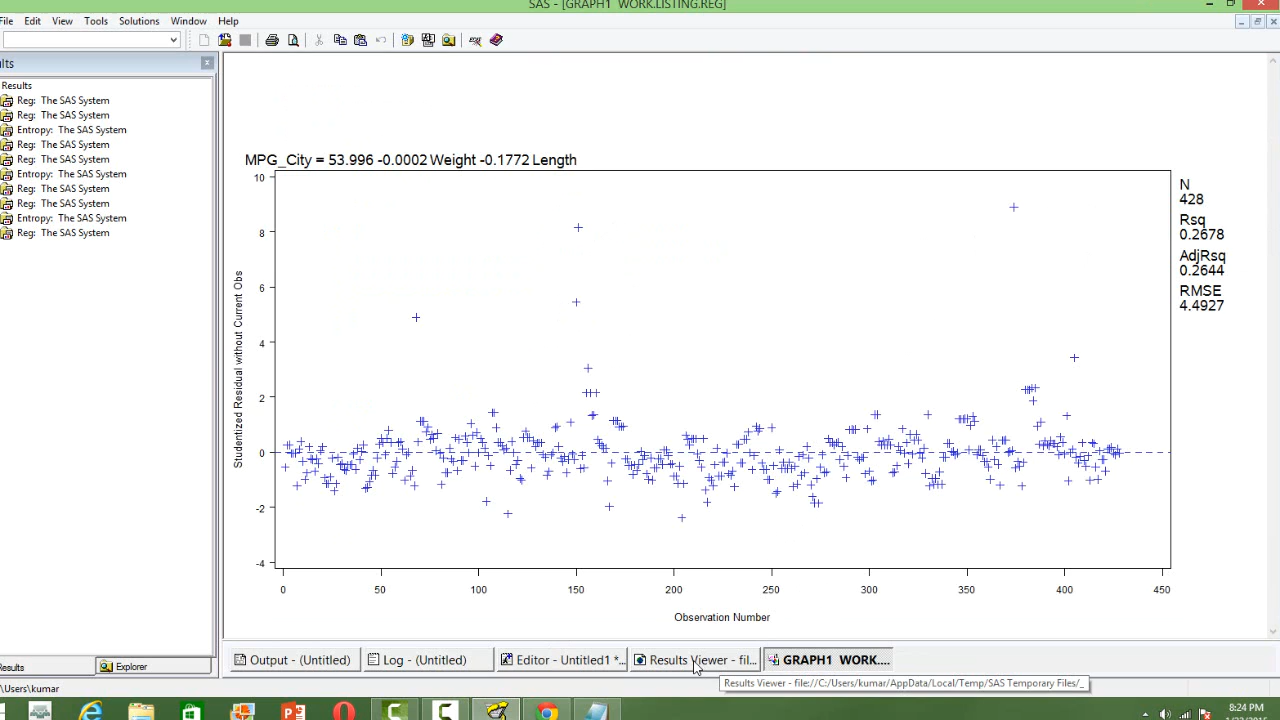 SAS - [GRAPH1 WORK.LISTING.REG]
File Edit View Tools Solutions Window Help
lts
Results
Reg: The SAS System
Reg: The SAS System
Entropy: The SAS System
Reg: The SAS System
Reg: The SAS System
Entropy: The SAS System
Reg: The SAS System
Reg: The SAS System
Entropy: The SAS System
Reg: The SAS System
MPG_City = 53.996 -0.0002 Weight -0.1772 Length
N
428
Rsq
0.2678
AdjRsq
0.2644
RMSE
4.4927
Studentized Residual without Current Obs
10
8
6
4
2
0
-2
-4
0 50 100 150 200 250 300 350 400 450
Observation Number
Results Explorer
Output - (Untitled) Log - (Untitled) Editor - Untitled1 *... Results Viewer - fil... GRAPH1 WORK....
Results Viewer - file://C:/Users/kumar/AppData/Local/Temp/SAS Temporary Files/_
:\Users\kumar
8:24 PM